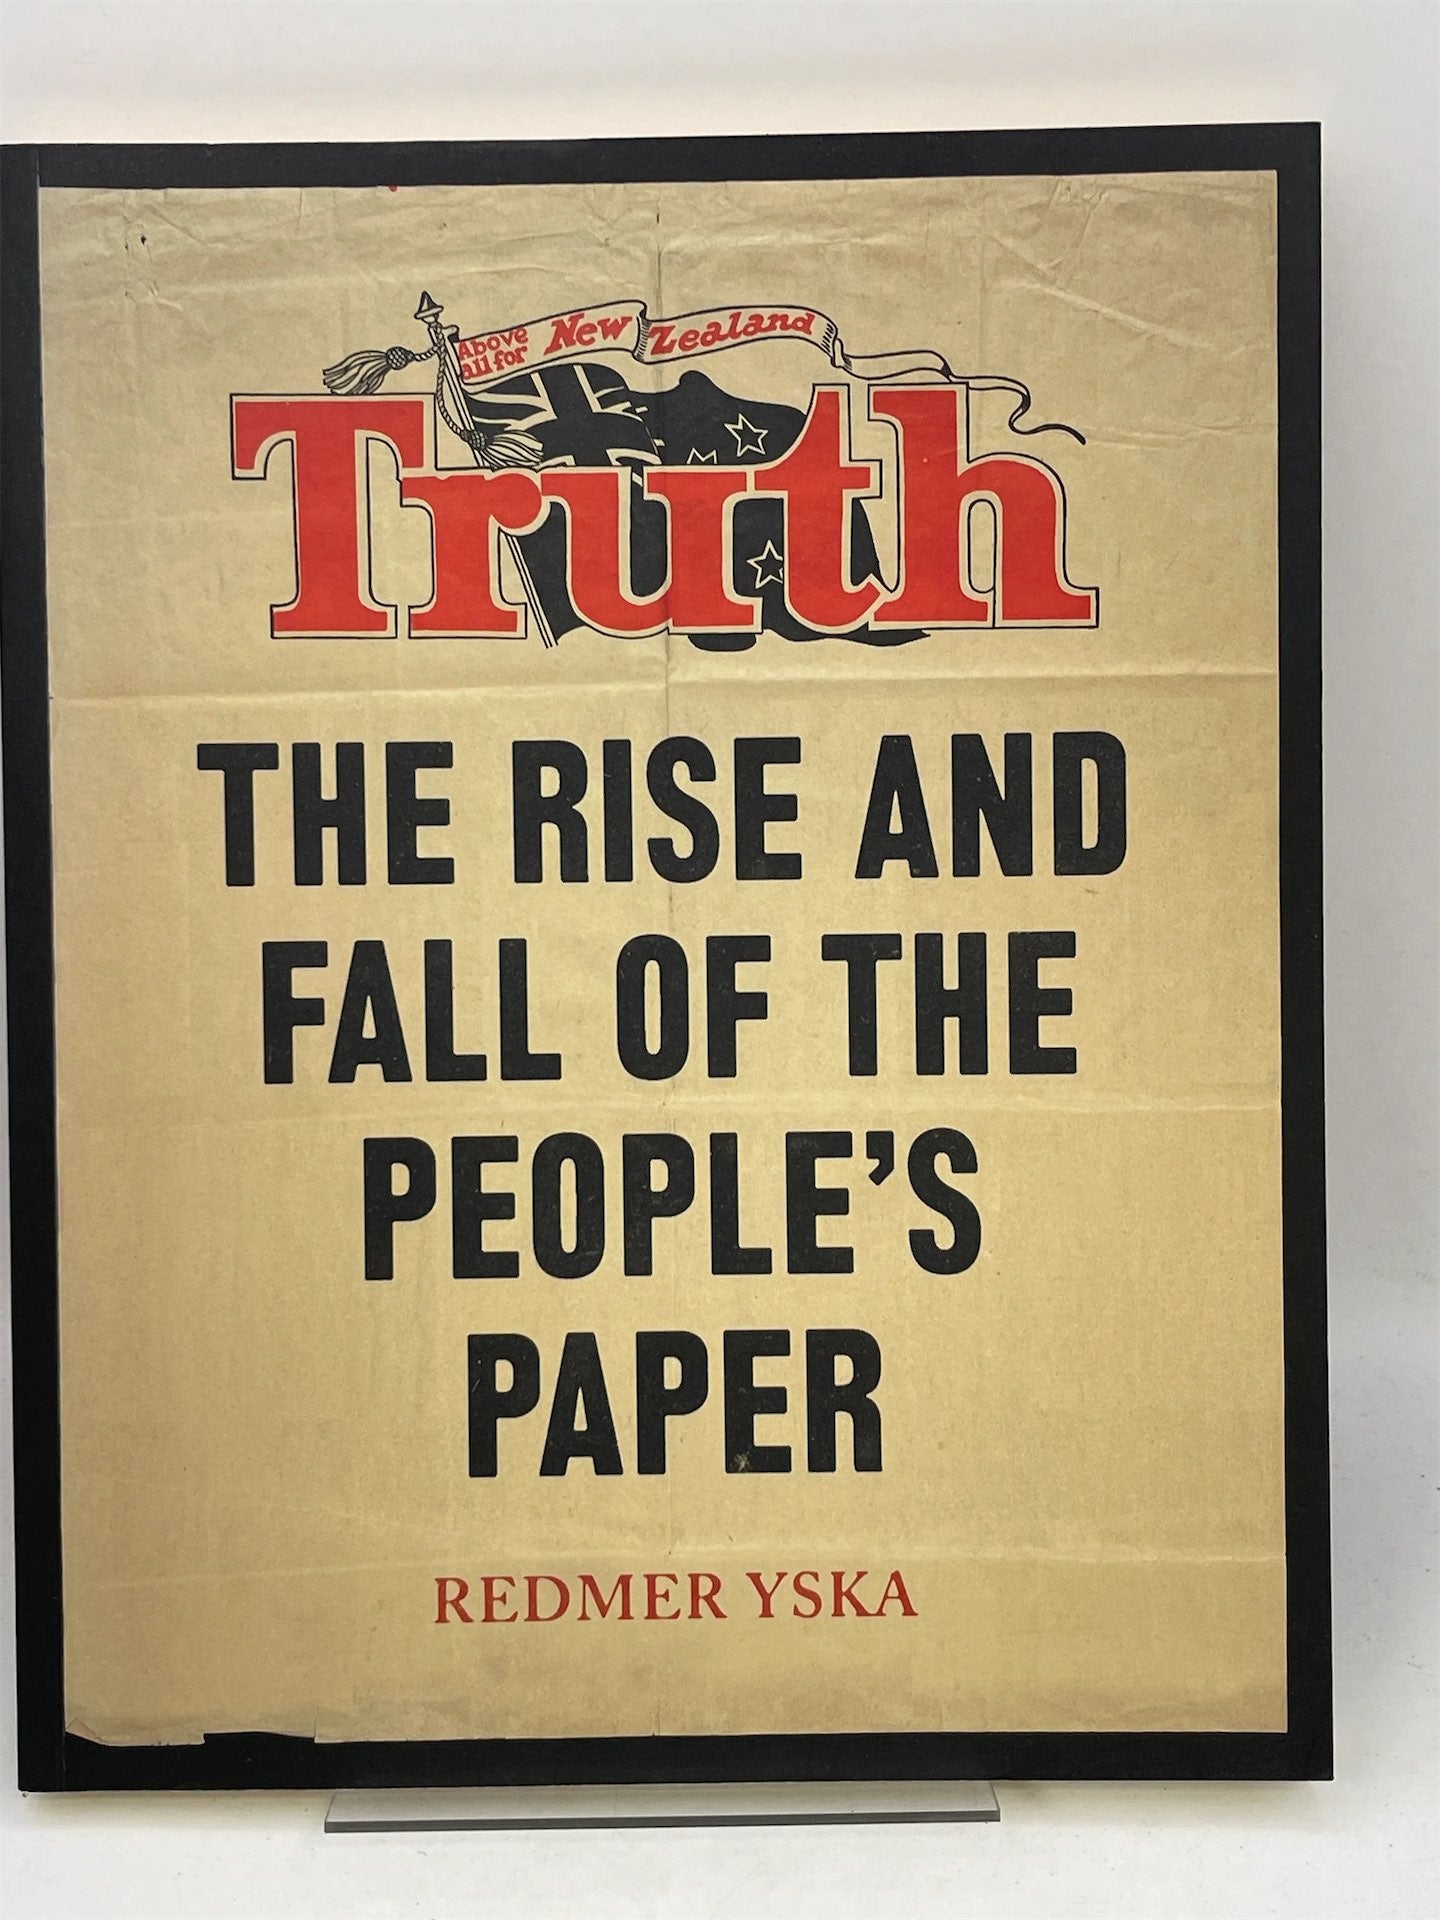 Above
all for New Zealand
Truth
THE RISE AND
FALL OF THE
PEOPLE'S
PAPER
REDMER YSKA